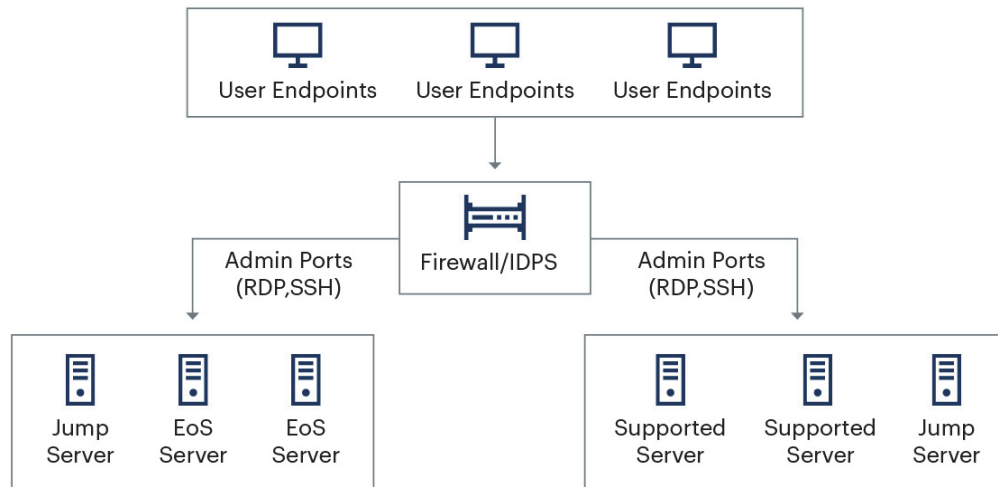 User Endpoints
User Endpoints
User Endpoints
Firewall/IDPS
Admin Ports
(RDP,SSH)
Admin Ports
(RDP,SSH)
Jump
Server
EoS
Server
EoS
Server
Supported
Server
Supported
Server
Jump
Server